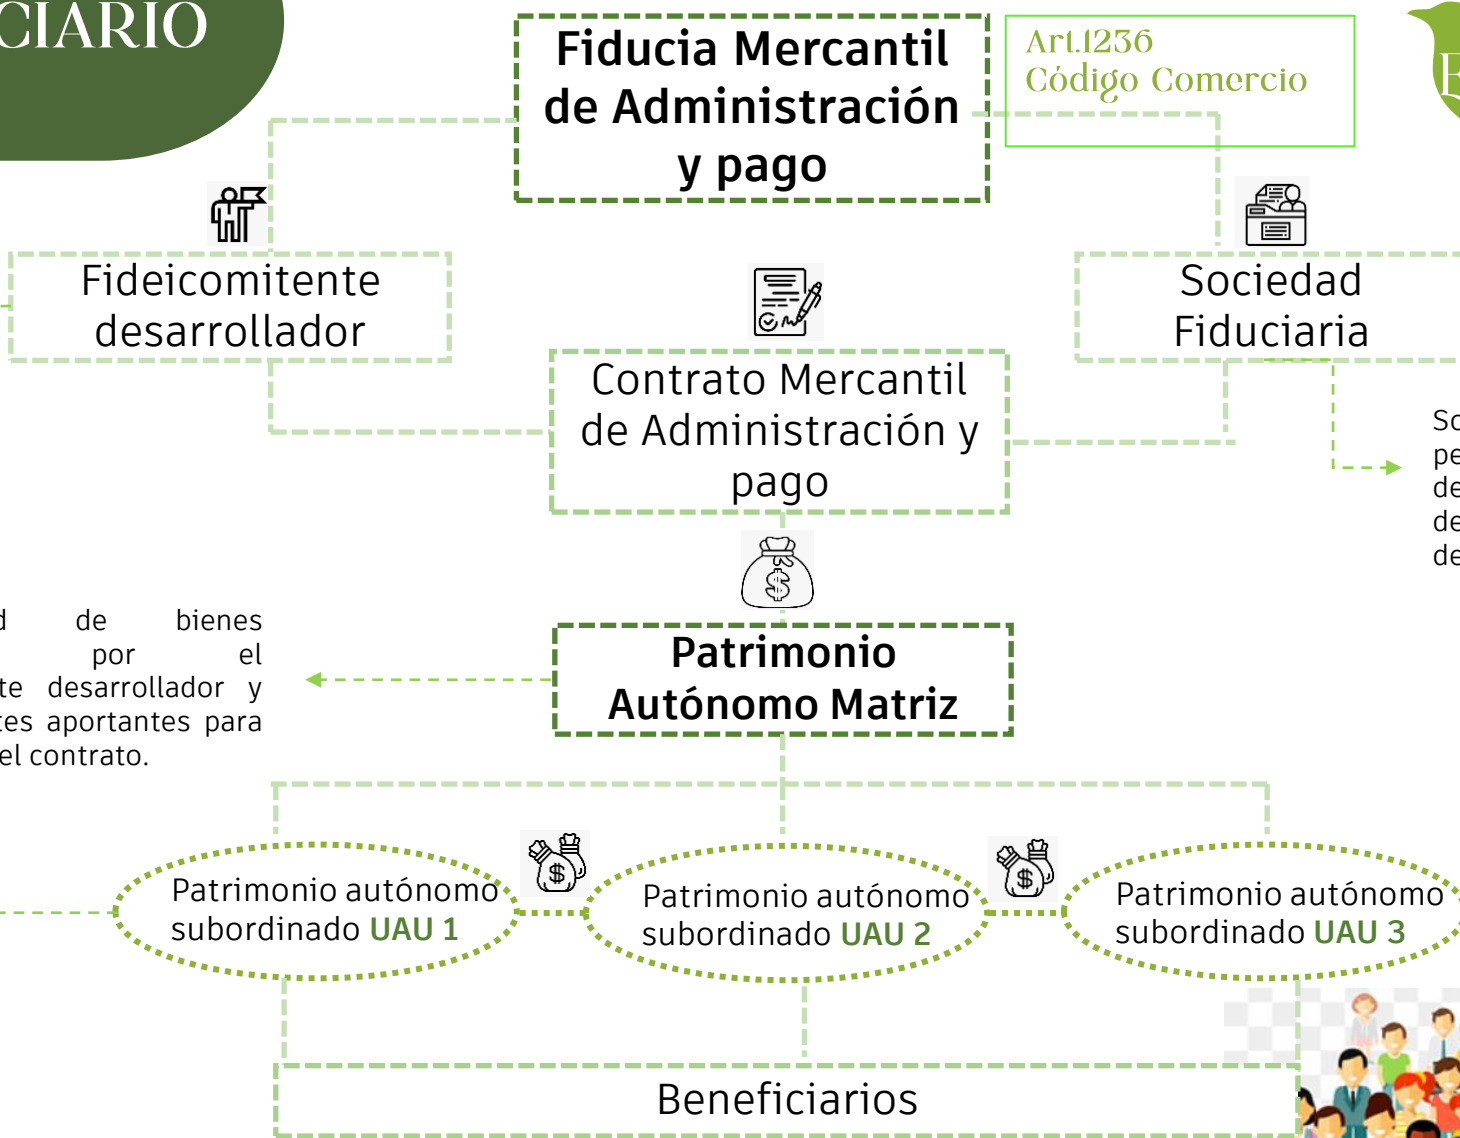 CIARIO
Fiducia Mercantil
de Administración
y pago
Art.1236
Código Comercio
Fideicomitente
desarrollador
Sociedad
Fiduciaria
Contrato Mercantil
de Administración y
pago
de bienes
por el
desarrollador y
aportantes para
el contrato.
Patrimonio
Autónomo Matriz
Patrimonio autónomo
subordinado UAU 1
Patrimonio autónomo
subordinado UAU 2
Patrimonio autónomo
subordinado UAU 3
Beneficiarios